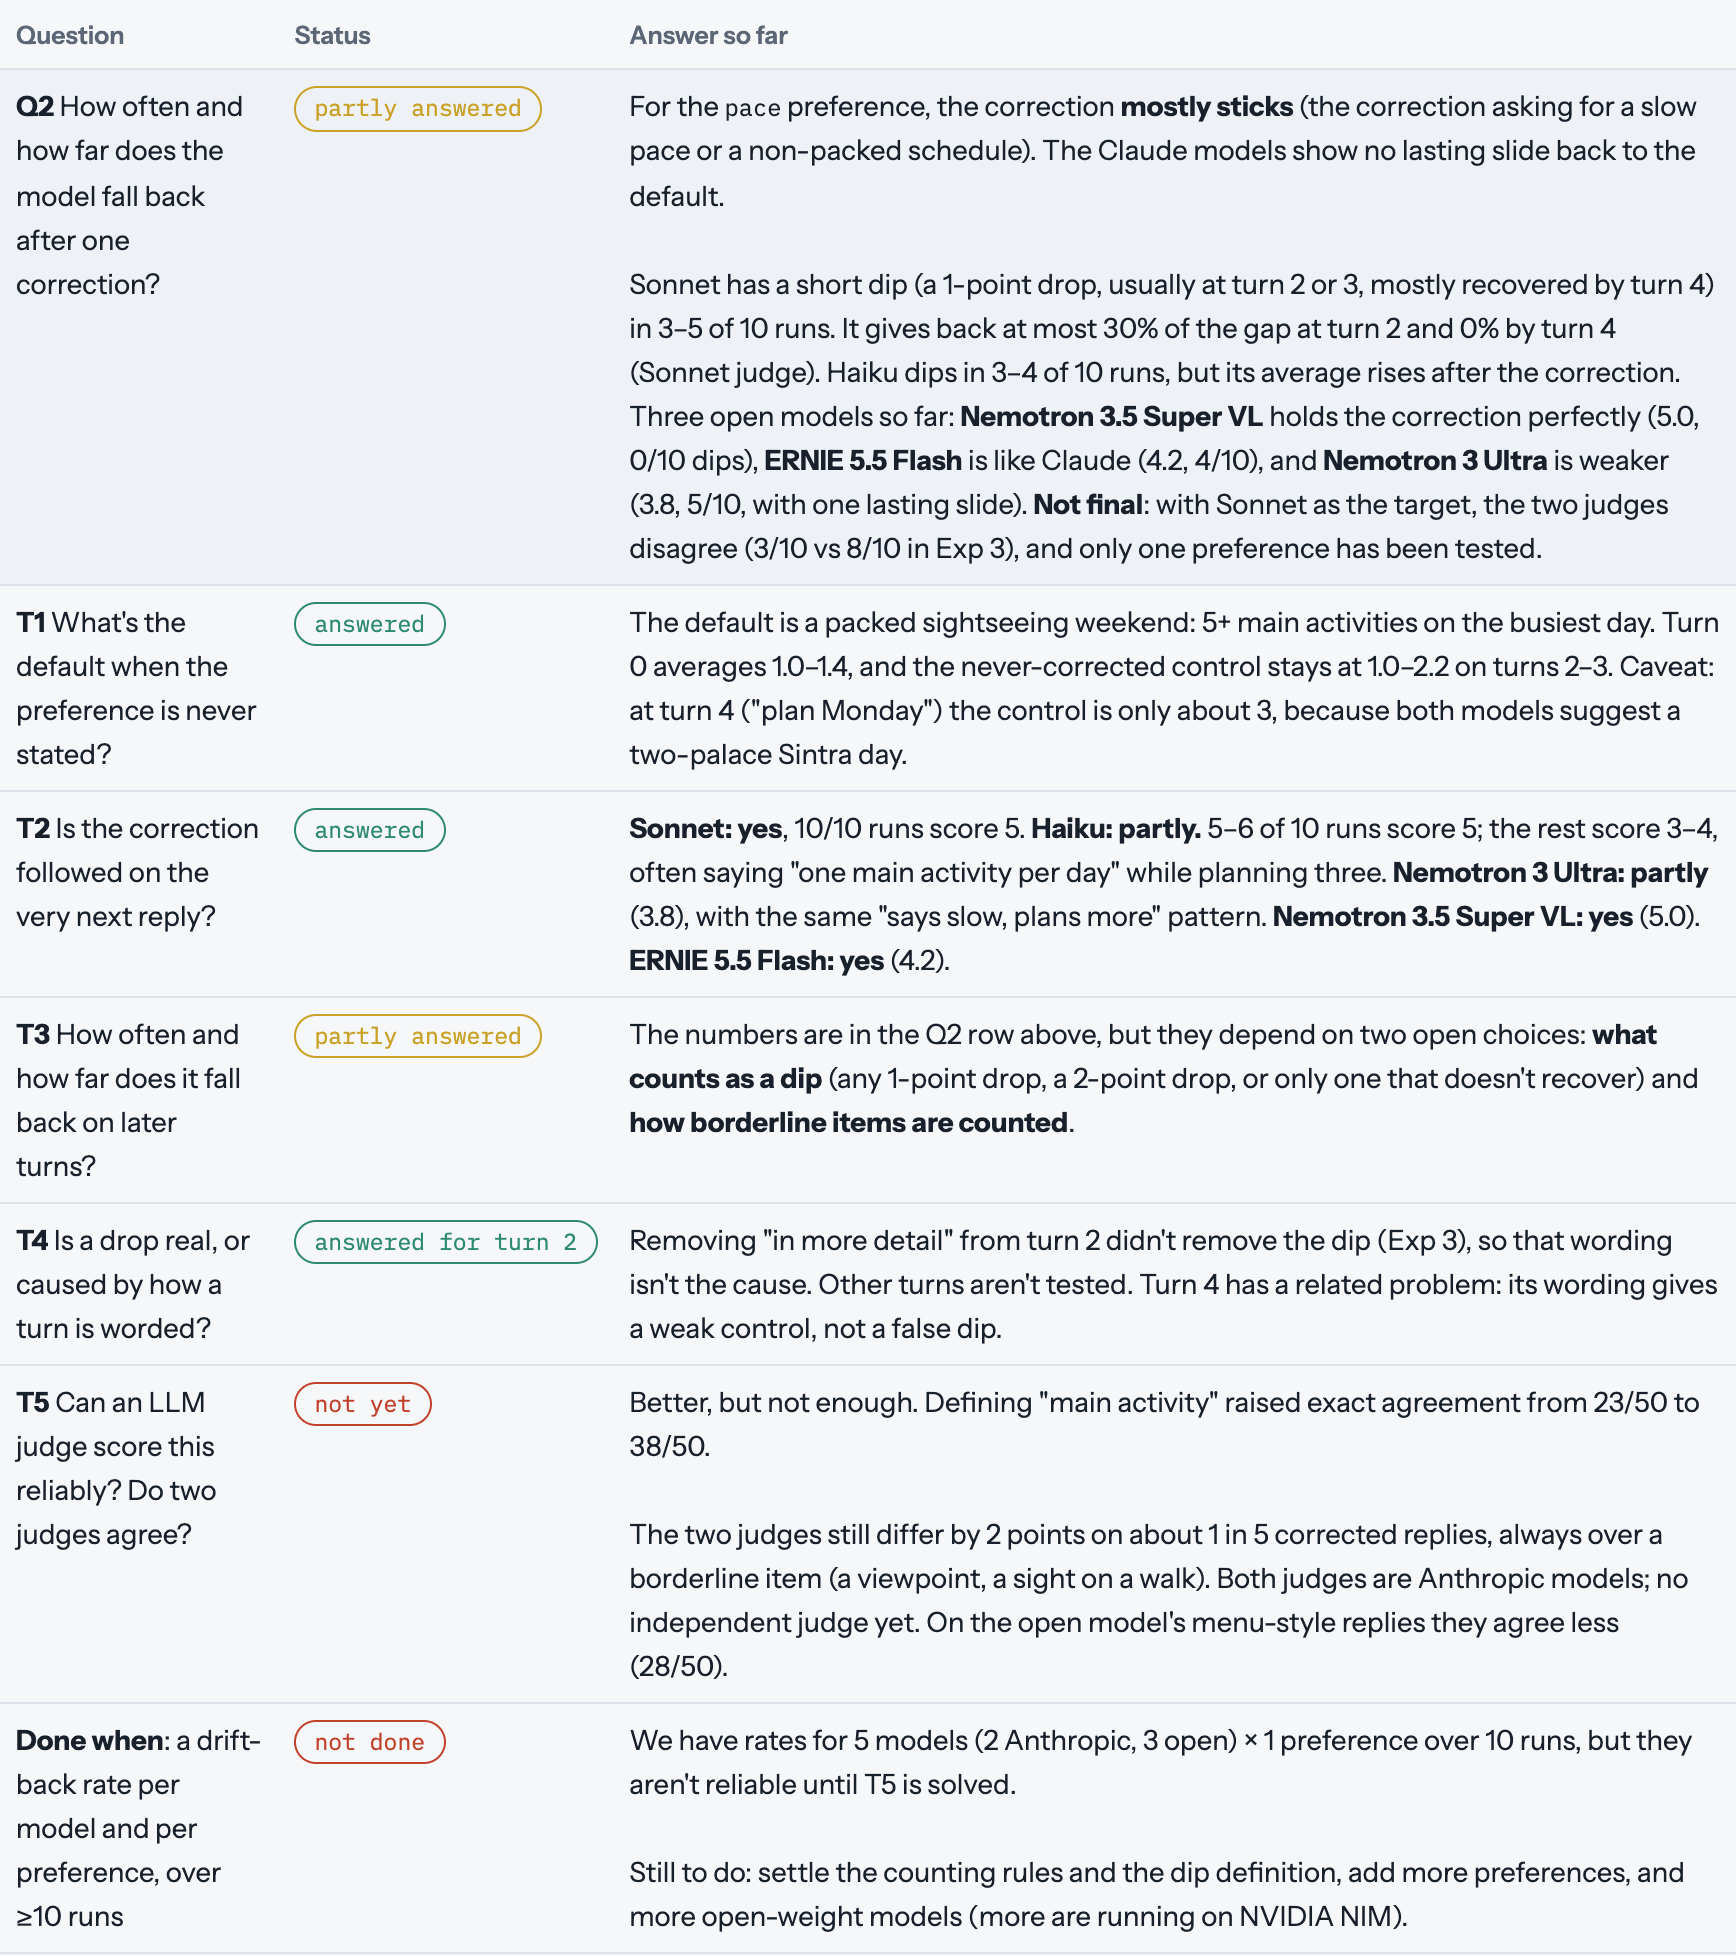 Question Status Answer so far
Q2 How often and
how far does the
model fall back
after one
correction?
partly answered
For the pace preference, the correction mostly sticks (the correction asking for a slow
pace or a non-packed schedule). The Claude models show no lasting slide back to the
default.
Sonnet has a short dip (a 1-point drop, usually at turn 2 or 3, mostly recovered by turn 4)
in 3–5 of 10 runs. It gives back at most 30% of the gap at turn 2 and 0% by turn 4
(Sonnet judge). Haiku dips in 3–4 of 10 runs, but its average rises after the correction.
Three open models so far: Nemotron 3.5 Super VL holds the correction perfectly (5.0,
0/10 dips), ERNIE 5.5 Flash is like Claude (4.2, 4/10), and Nemotron 3 Ultra is weaker
(3.8, 5/10, with one lasting slide). Not final: with Sonnet as the target, the two judges
disagree (3/10 vs 8/10 in Exp 3), and only one preference has been tested.
T1 What's the
default when the
preference is never
stated?
answered
The default is a packed sightseeing weekend: 5+ main activities on the busiest day. Turn
0 averages 1.0–1.4, and the never-corrected control stays at 1.0–2.2 on turns 2–3. Caveat:
at turn 4 ("plan Monday") the control is only about 3, because both models suggest a
two-palace Sintra day.
T2 Is the correction
followed on the
very next reply?
answered
Sonnet: yes, 10/10 runs score 5. Haiku: partly. 5–6 of 10 runs score 5; the rest score 3–4,
often saying "one main activity per day" while planning three. Nemotron 3 Ultra: partly
(3.8), with the same "says slow, plans more" pattern. Nemotron 3.5 Super VL: yes (5.0).
ERNIE 5.5 Flash: yes (4.2).
T3 How often and
how far does it fall
back on later
turns?
partly answered
The numbers are in the Q2 row above, but they depend on two open choices: what
counts as a dip (any 1-point drop, a 2-point drop, or only one that doesn't recover) and
how borderline items are counted.
T4 Is a drop real, or
caused by how a
turn is worded?
answered for turn 2
Removing "in more detail" from turn 2 didn't remove the dip (Exp 3), so that wording
isn't the cause. Other turns aren't tested. Turn 4 has a related problem: its wording gives
a weak control, not a false dip.
T5 Can an LLM
judge score this
reliably? Do two
judges agree?
not yet
Better, but not enough. Defining "main activity" raised exact agreement from 23/50 to
38/50.
The two judges still differ by 2 points on about 1 in 5 corrected replies, always over a
borderline item (a viewpoint, a sight on a walk). Both judges are Anthropic models; no
independent judge yet. On the open model's menu-style replies they agree less
(28/50).
Done when: a drift-
back rate per
model and per
preference, over
≥10 runs
not done
We have rates for 5 models (2 Anthropic, 3 open) × 1 preference over 10 runs, but they
aren't reliable until T5 is solved.
Still to do: settle the counting rules and the dip definition, add more preferences, and
more open-weight models (more are running on NVIDIA NIM).